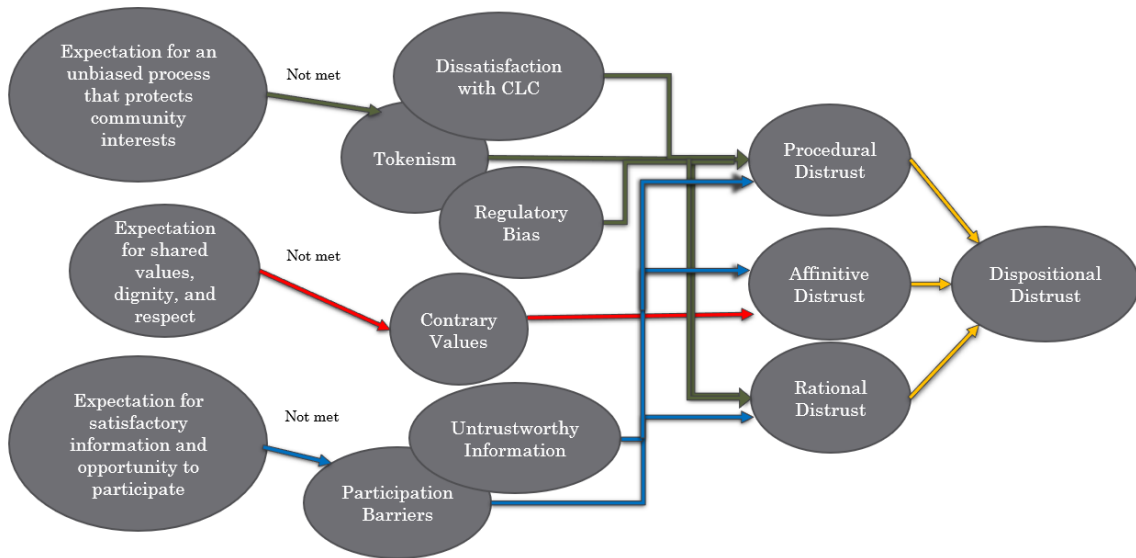 Expectation for an
unbiased process
that protects
community
interests
Not met
Dissatisfaction
with CLC
Tokenism
Regulatory
Bias
Procedural
Distrust
Expectation
for shared
values,
dignity, and
respect
Not met
Contrary
Values
Affinitive
Distrust
Dispositional
Distrust
Expectation for
satisfactory
information and
opportunity to
participate
Not met
Untrustworthy
Information
Participation
Barriers
Rational
Distrust